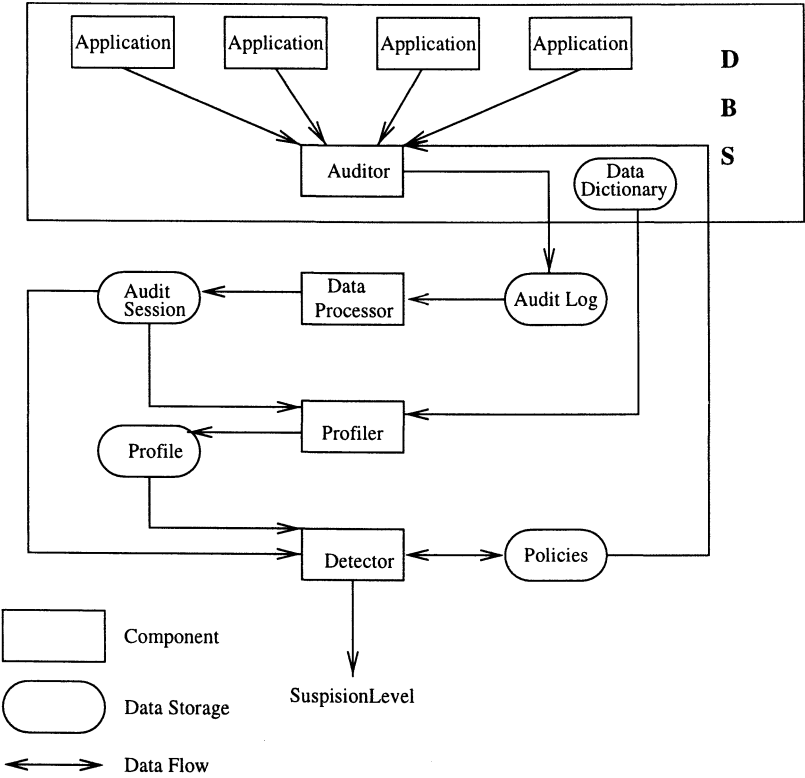 Application Application Application Application
D
B
S
Auditor
Data
Dictionary
Audit
Session
Data
Processor
Audit Log
Profiler
Profile
Detector
Policies
Component
SuspisionLevel
Data Storage
Data Flow